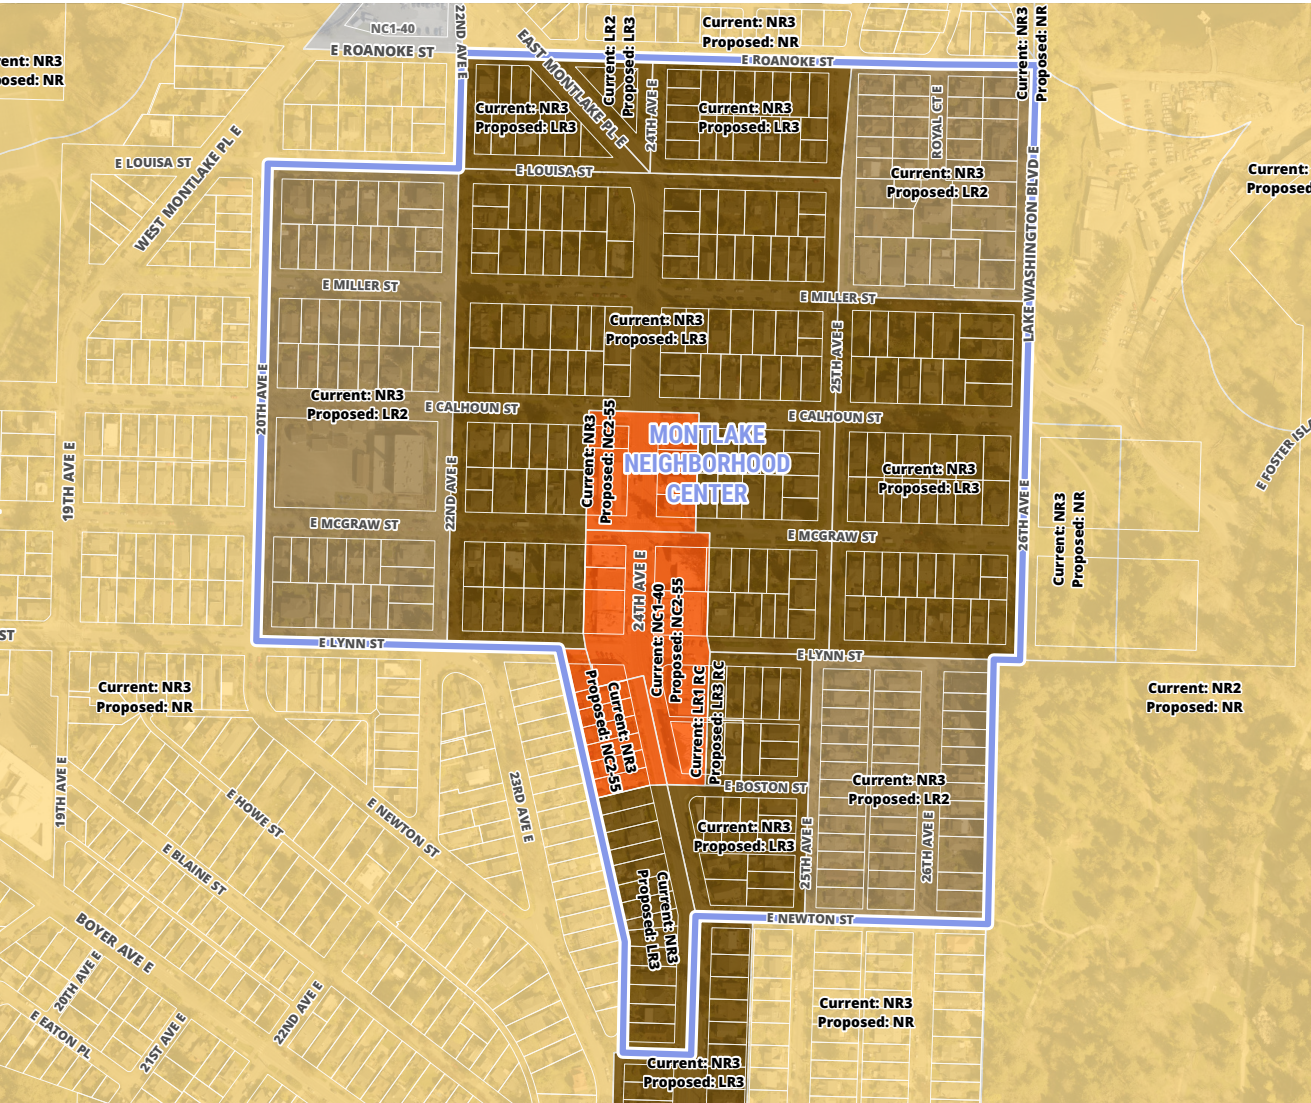 NC1-40
22ND AVE E
E ROANOKE ST
EAST MONTLAKE PL E
Current: LR2
Proposed: LR3
Current: NR3
Proposed: NR
E ROANOKE ST
Current: NR3
Proposed: NR
rent: NR3
osed: NR
Current: NR3
Proposed: LR3
24TH AVE E
Current: NR3
Proposed: LR3
ROYAL CT E
E LOUISA ST
WEST MONTLAKE PL E
E LOUISA ST
Current: NR3
Proposed: LR2
LAKE WASHINGTON BLVD E
Current:
Proposed
E MILLER ST
E MILLER ST
Current: NR3
Proposed: LR3
25TH AVE E
20TH AVE E
Current: NR3
Proposed: LR2
E CALHOUN ST
E CALHOUN ST
Current: NR3
Proposed: NC2-55
MONTLAKE
NEIGHBORHOOD
CENTER
E FOSTER ISLA
19TH AVE E
22ND AVE E
Current: NR3
Proposed: LR3
E MCGRAW ST
E MCGRAW ST
26TH AVE E
Current: NR3
Proposed: NR
24TH AVE E
Current: NC1-40
Proposed: NC2-55
ST
E LYNN ST
E LYNN ST
Current: NR3
Proposed: NR
Current: NR3
Proposed: NC2-55
Current: LR1 RC
Proposed: LR3 RC
Current: NR2
Proposed: NR
19TH AVE E
E HOWE ST
E NEWTON ST
23RD AVE E
E BOSTON ST
Current: NR3
Proposed: LR2
E BLAINE ST
Current: NR3
Proposed: LR3
25TH AVE E
26TH AVE E
Current: NR3
Proposed: LR3
E NEWTON ST
BOYER AVE E
20TH AVE E
22ND AVE E
E EATON PL
21ST AVE E
Current: NR3
Proposed: NR
Current: NR3
Proposed: LR3